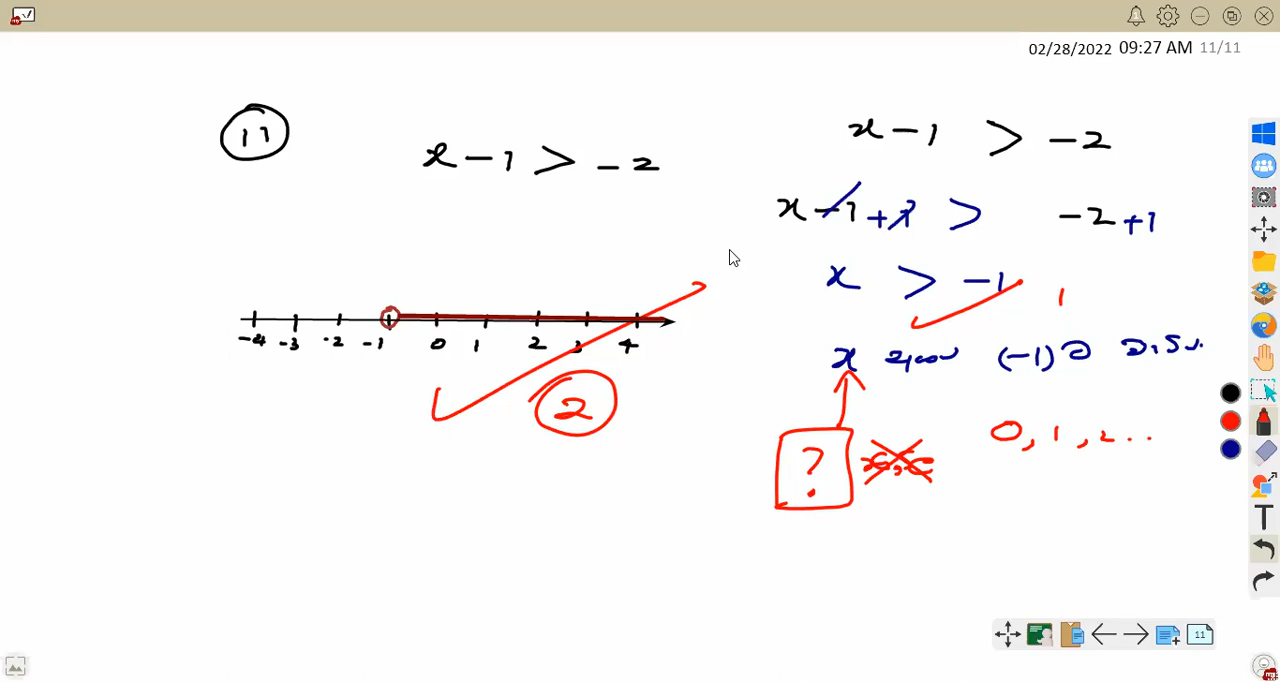 02/28/2022 09:27 AM 11/11
11
x - 1 > -2
-4 -3 -2 -1 0 1 2 3 4
2
x - 1 > -2
x - 1 + 1 > -2 + 1
x > -1
1
x (-1)
0, 1, 2 ...
?
T
11